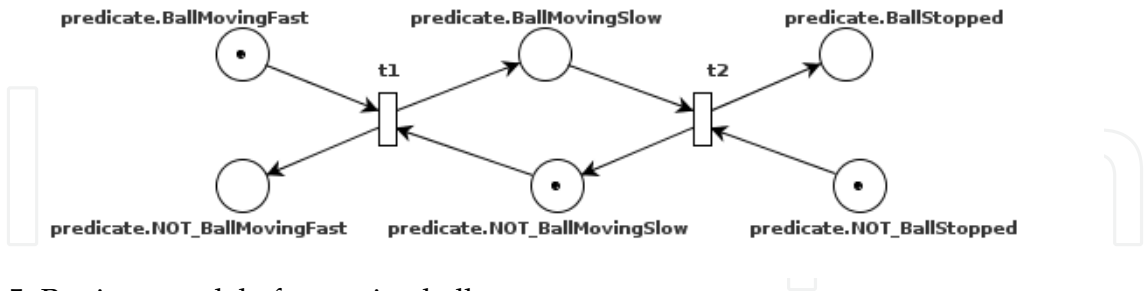 predicate.BallMovingFast
predicate.BallMovingSlow
predicate.BallStopped
t1
t2
predicate.NOT_BallMovingFast
predicate.NOT_BallMovingSlow
predicate.NOT_BallStopped